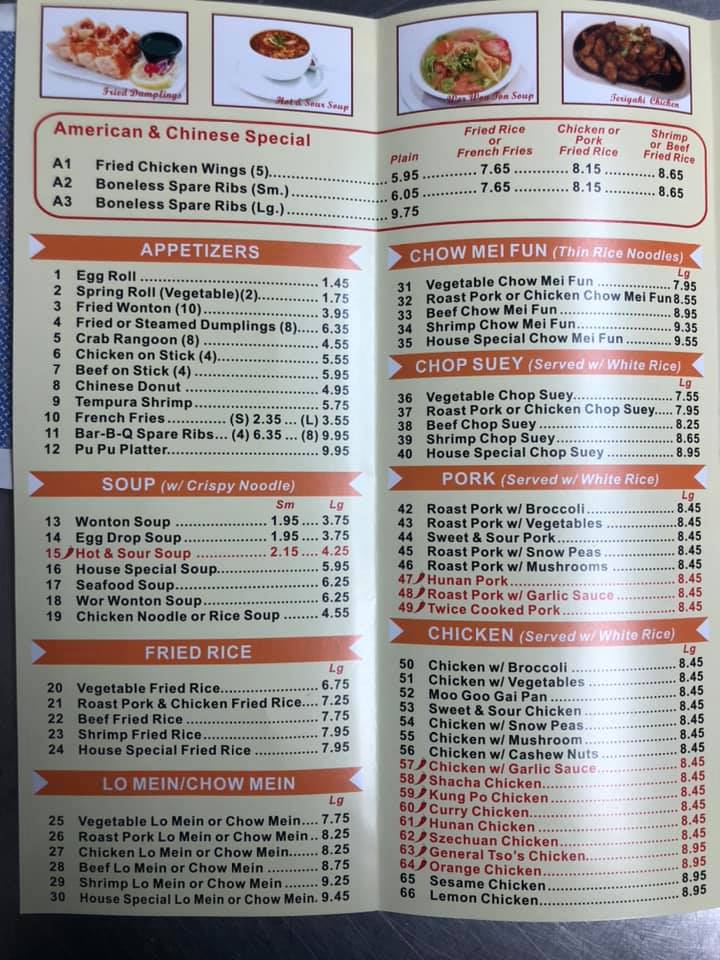 Fried Dumplings
Hot & Sour Soup
Wor Won Ton Soup
Teriyaki Chicken
American & Chinese Special
Plain
Fried Rice or French Fries
Chicken or Pork Fried Rice
Shrimp or Beef Fried Rice
A1 Fried Chicken Wings (5) 5.95 7.65 8.15 8.65
A2 Boneless Spare Ribs (Sm.) 6.05 7.65 8.15 8.65
A3 Boneless Spare Ribs (Lg.) 9.75
APPETIZERS
1 Egg Roll 1.45
2 Spring Roll (Vegetable)(2) 1.75
3 Fried Wonton (10) 3.95
4 Fried or Steamed Dumplings (8) 6.35
5 Crab Rangoon (8) 4.55
6 Chicken on Stick (4) 5.55
7 Beef on Stick (4) 5.95
8 Chinese Donut 4.95
9 Tempura Shrimp 5.75
10 French Fries (S) 2.35 ... (L) 3.55
11 Bar-B-Q Spare Ribs... (4) 6.35 ... (8) 9.95
12 Pu Pu Platter 9.95
SOUP (w/ Crispy Noodle)
Sm Lg
13 Wonton Soup 1.95 3.75
14 Egg Drop Soup 1.95 3.75
15 Hot & Sour Soup 2.15 4.25
16 House Special Soup 5.95
17 Seafood Soup 6.25
18 Wor Wonton Soup 6.25
19 Chicken Noodle or Rice Soup 4.55
FRIED RICE
Lg
20 Vegetable Fried Rice 6.75
21 Roast Pork & Chicken Fried Rice 7.25
22 Beef Fried Rice 7.75
23 Shrimp Fried Rice 7.95
24 House Special Fried Rice 7.95
LO MEIN/CHOW MEIN
Lg
25 Vegetable Lo Mein or Chow Mein 7.75
26 Roast Pork Lo Mein or Chow Mein 8.25
27 Chicken Lo Mein or Chow Mein 8.25
28 Beef Lo Mein or Chow Mein 8.75
29 Shrimp Lo Mein or Chow Mein 9.25
30 House Special Lo Mein or Chow Mein 9.45
CHOW MEI FUN (Thin Rice Noodles)
Lg
31 Vegetable Chow Mei Fun 7.95
32 Roast Pork or Chicken Chow Mei Fun 8.55
33 Beef Chow Mei Fun 8.95
34 Shrimp Chow Mei Fun 9.35
35 House Special Chow Mei Fun 9.55
CHOP SUEY (Served w/ White Rice)
Lg
36 Vegetable Chop Suey 7.55
37 Roast Pork or Chicken Chop Suey 7.95
38 Beef Chop Suey 8.25
39 Shrimp Chop Suey 8.65
40 House Special Chop Suey 8.95
PORK (Served w/ White Rice)
Lg
42 Roast Pork w/ Broccoli 8.45
43 Roast Pork w/ Vegetables 8.45
44 Sweet & Sour Pork 8.45
45 Roast Pork w/ Snow Peas 8.45
46 Roast Pork w/ Mushrooms 8.45
47 Hunan Pork 8.45
48 Roast Pork w/ Garlic Sauce 8.45
49 Twice Cooked Pork 8.45
CHICKEN (Served w/ White Rice)
Lg
50 Chicken w/ Broccoli 8.45
51 Chicken w/ Vegetables 8.45
52 Moo Goo Gai Pan 8.45
53 Sweet & Sour Chicken 8.45
54 Chicken w/ Snow Peas 8.45
55 Chicken w/ Mushroom 8.45
56 Chicken w/ Cashew Nuts 8.45
57 Chicken w/ Garlic Sauce 8.45
58 Shacha Chicken 8.45
59 Kung Po Chicken 8.45
60 Curry Chicken 8.45
61 Hunan Chicken 8.45
62 Szechuan Chicken 8.45
63 General Tso's Chicken 8.95
64 Orange Chicken 8.95
65 Sesame Chicken 8.95
66 Lemon Chicken 8.95